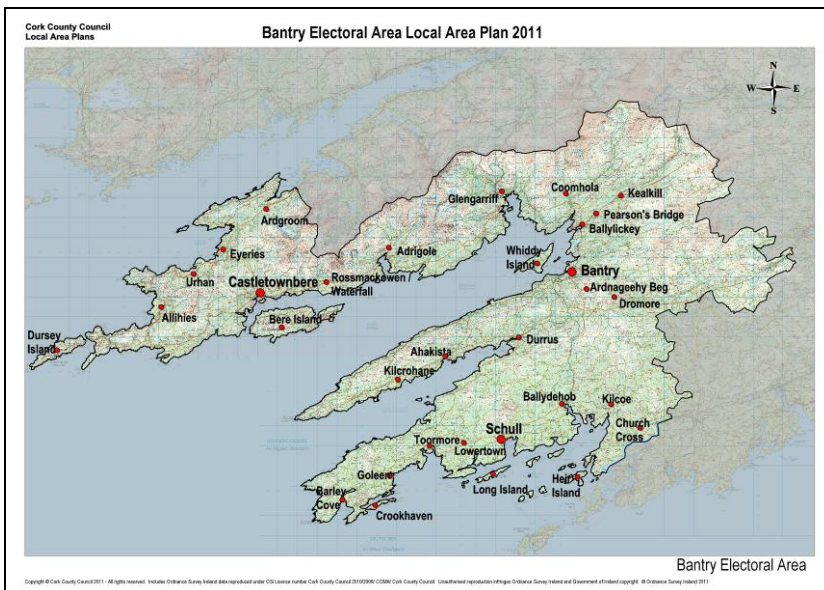 Cork County Council
Local Area Plans
Bantry Electoral Area Local Area Plan 2011
N
W
E
S
Coomhola
Kealkill
Glengarriff
Pearson's Bridge
Ballylickey
Ardgroom
Adrigole
Whiddy
Island
Eyeries
Bantry
Urhan
Castletownbere
Rossmackowen /
Waterfall
Ardnageehy Beg
Dromore
Allihies
Bere Island
Dursey
Island
Durrus
Ahakista
Kilcrohane
Ballydehob
Kilcoe
Church
Cross
Schull
Toormore
Lowertown
Goleen
Long Island
Heir
Island
Barley
Cove
Crookhaven
Bantry Electoral Area